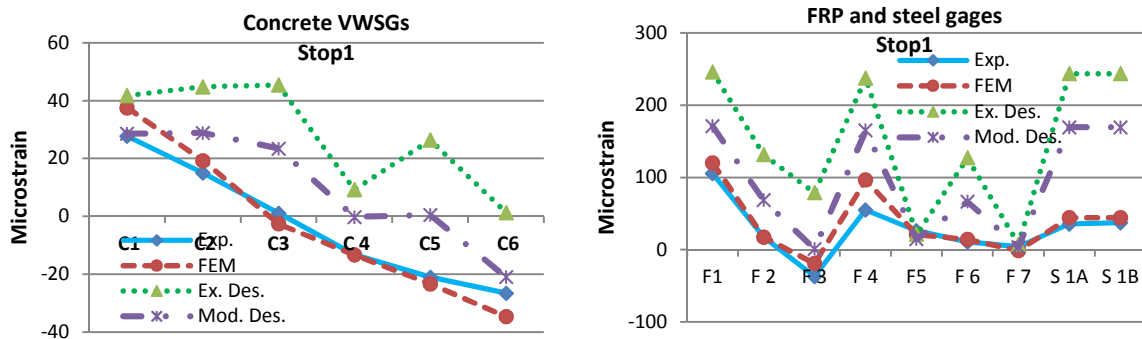 Concrete VWSGs
Stop1
Microstrain
60
40
20
0
-20
-40
C1 C2 C3 C 4 C5 C6
Exp.
FEM
Ex. Des.
Mod. Des.
FRP and steel gages
Stop1
Microstrain
300
200
100
0
-100
F1 F 2 F 3 F 4 F5 F 6 F 7 S 1A S 1B
Exp.
FEM
Ex. Des.
Mod. Des.